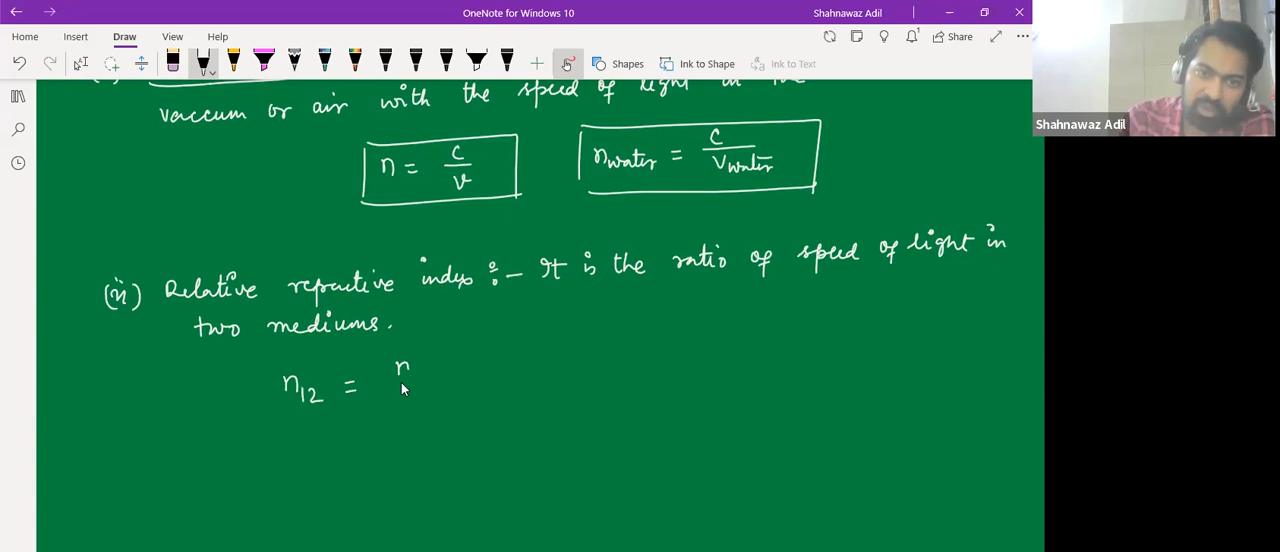 OneNote for Windows 10
Shahnawaz Adil
Home Insert Draw View Help
Share
Shapes Ink to Shape Ink to Text
Shahnawaz Adil
vaccum or air with the speed of light in the
n = c/v
n water = c/v water
(ii) Relative refractive index :- It is the ratio of speed of light in
two mediums.
n12 = n